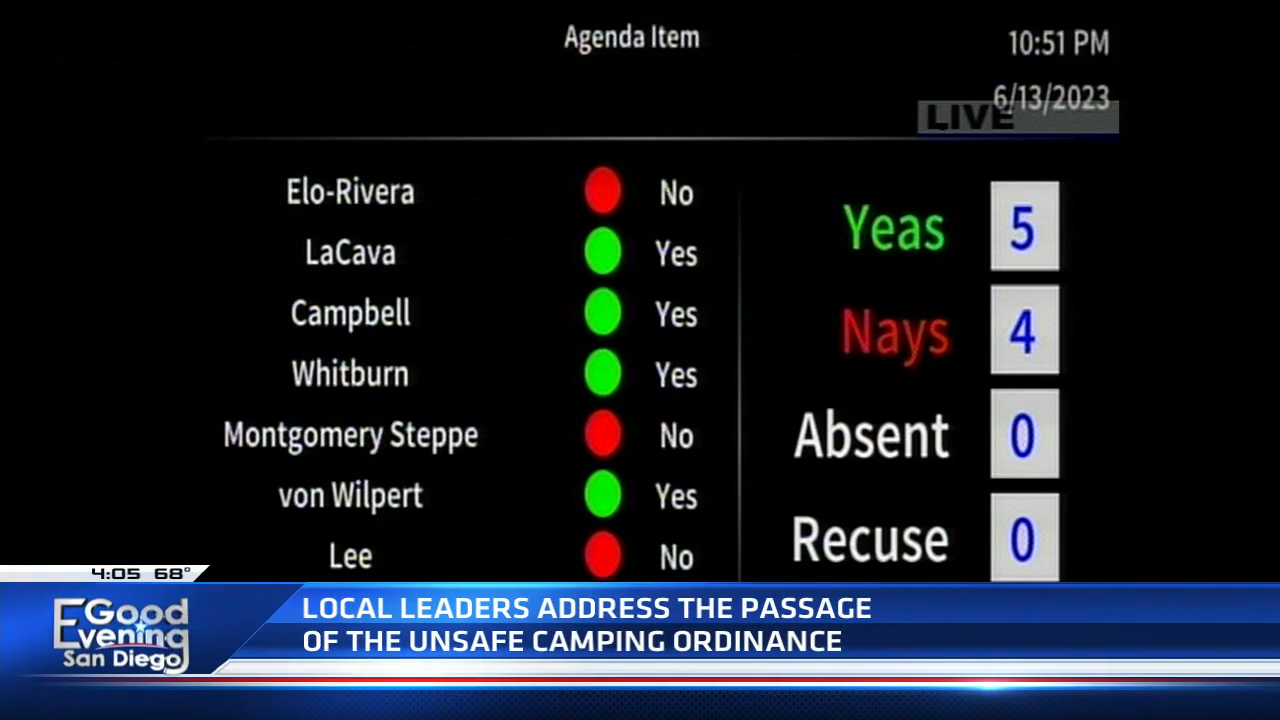 Agenda Item
10:51 PM
6/13/2023
LIVE
Elo-Rivera No
LaCava Yes
Campbell Yes
Whitburn Yes
Montgomery Steppe No
von Wilpert Yes
Lee No
Yeas 5
Nays 4
Absent 0
Recuse 0
4:05 68°
Good
Evening
San Diego
LOCAL LEADERS ADDRESS THE PASSAGE
OF THE UNSAFE CAMPING ORDINANCE